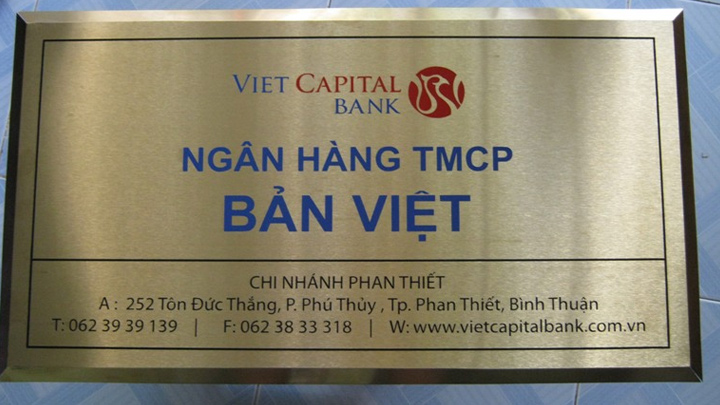 VIET CAPITAL
BANK
NGÂN HÀNG TMCP
BẢN VIỆT
CHI NHÁNH PHAN THIẾT
A : 252 Tôn Đức Thắng, P. Phú Thủy , Tp. Phan Thiết, Bình Thuận
T: 062 39 39 139 | F: 062 38 33 318 | W: www.vietcapitalbank.com.vn